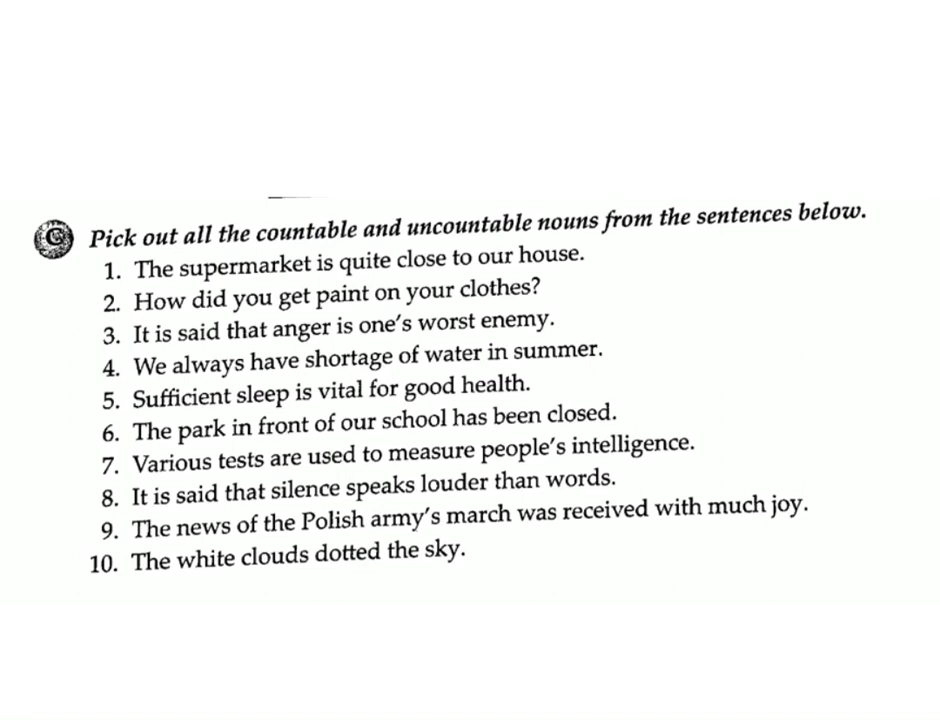 C Pick out all the countable and uncountable nouns from the sentences below.
1. The supermarket is quite close to our house.
2. How did you get paint on your clothes?
3. It is said that anger is one's worst enemy.
4. We always have shortage of water in summer.
5. Sufficient sleep is vital for good health.
6. The park in front of our school has been closed.
7. Various tests are used to measure people's intelligence.
8. It is said that silence speaks louder than words.
9. The news of the Polish army's march was received with much joy.
10. The white clouds dotted the sky.